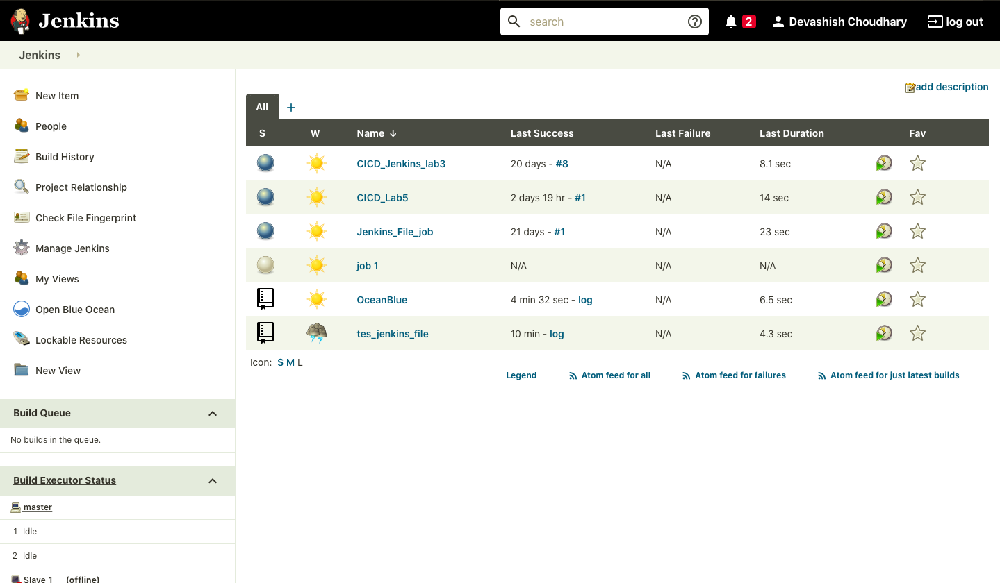 Jenkins
search
2
Devashish Choudhary
log out
Jenkins
New Item
People
Build History
Project Relationship
Check File Fingerprint
Manage Jenkins
My Views
Open Blue Ocean
Lockable Resources
New View
Build Queue
No builds in the queue.
Build Executor Status
master
1 Idle
2 Idle
Slave 1 (offline)
add description
All +
S W Name ↓ Last Success Last Failure Last Duration Fav
CICD_Jenkins_lab3 20 days - #8 N/A 8.1 sec
CICD_Lab5 2 days 19 hr - #1 N/A 14 sec
Jenkins_File_job 21 days - #1 N/A 23 sec
job 1 N/A N/A N/A
OceanBlue 4 min 32 sec - log N/A 6.5 sec
tes_jenkins_file 10 min - log N/A 4.3 sec
Icon: S M L
Legend Atom feed for all Atom feed for failures Atom feed for just latest builds